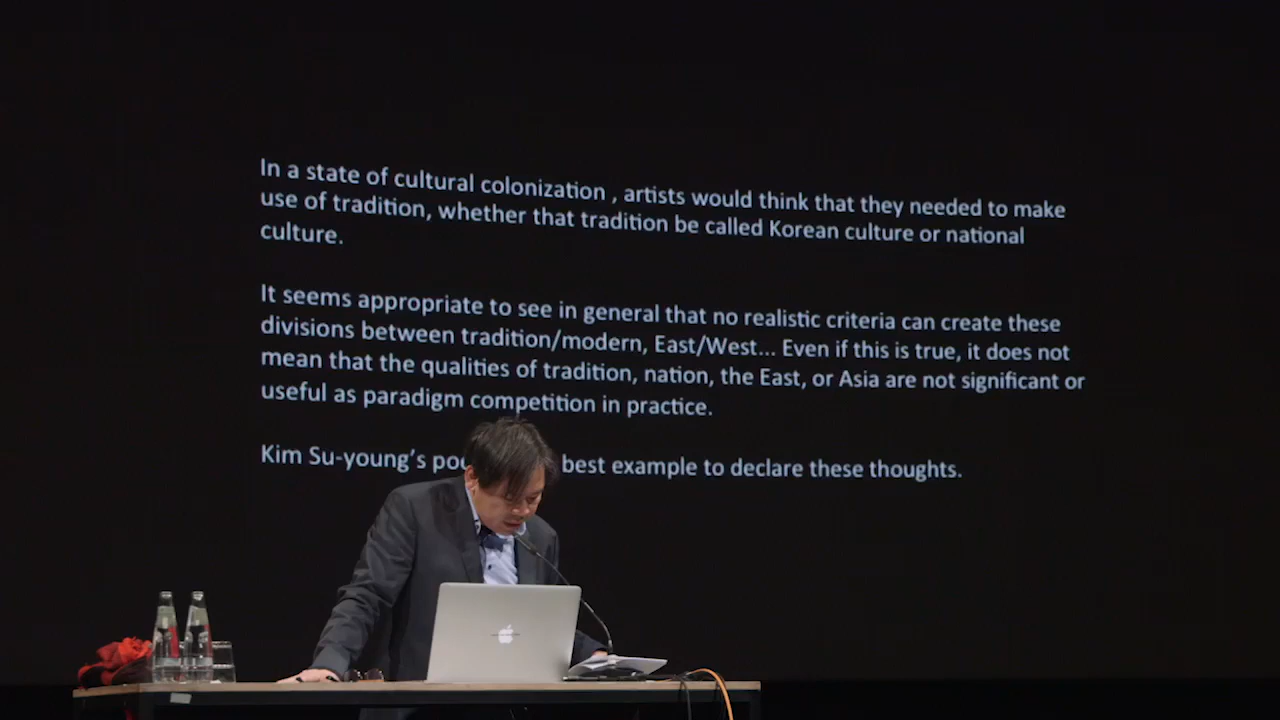 In a state of cultural colonization , artists would think that they needed to make
use of tradition, whether that tradition be called Korean culture or national
culture.
It seems appropriate to see in general that no realistic criteria can create these
divisions between tradition/modern, East/West... Even if this is true, it does not
mean that the qualities of tradition, nation, the East, or Asia are not significant or
useful as paradigm competition in practice.
Kim Su-young's best example to declare these thoughts.